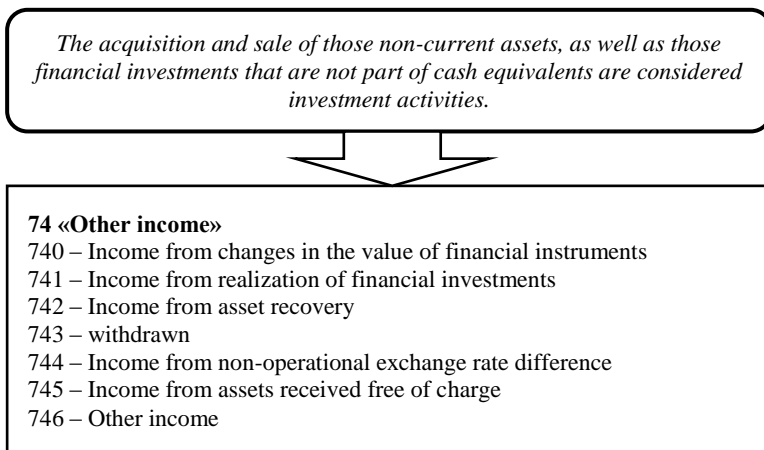 The acquisition and sale of those non-current assets, as well as those
financial investments that are not part of cash equivalents are considered
investment activities.
74 «Other income»
740 – Income from changes in the value of financial instruments
741 – Income from realization of financial investments
742 – Income from asset recovery
743 – withdrawn
744 – Income from non-operational exchange rate difference
745 – Income from assets received free of charge
746 – Other income